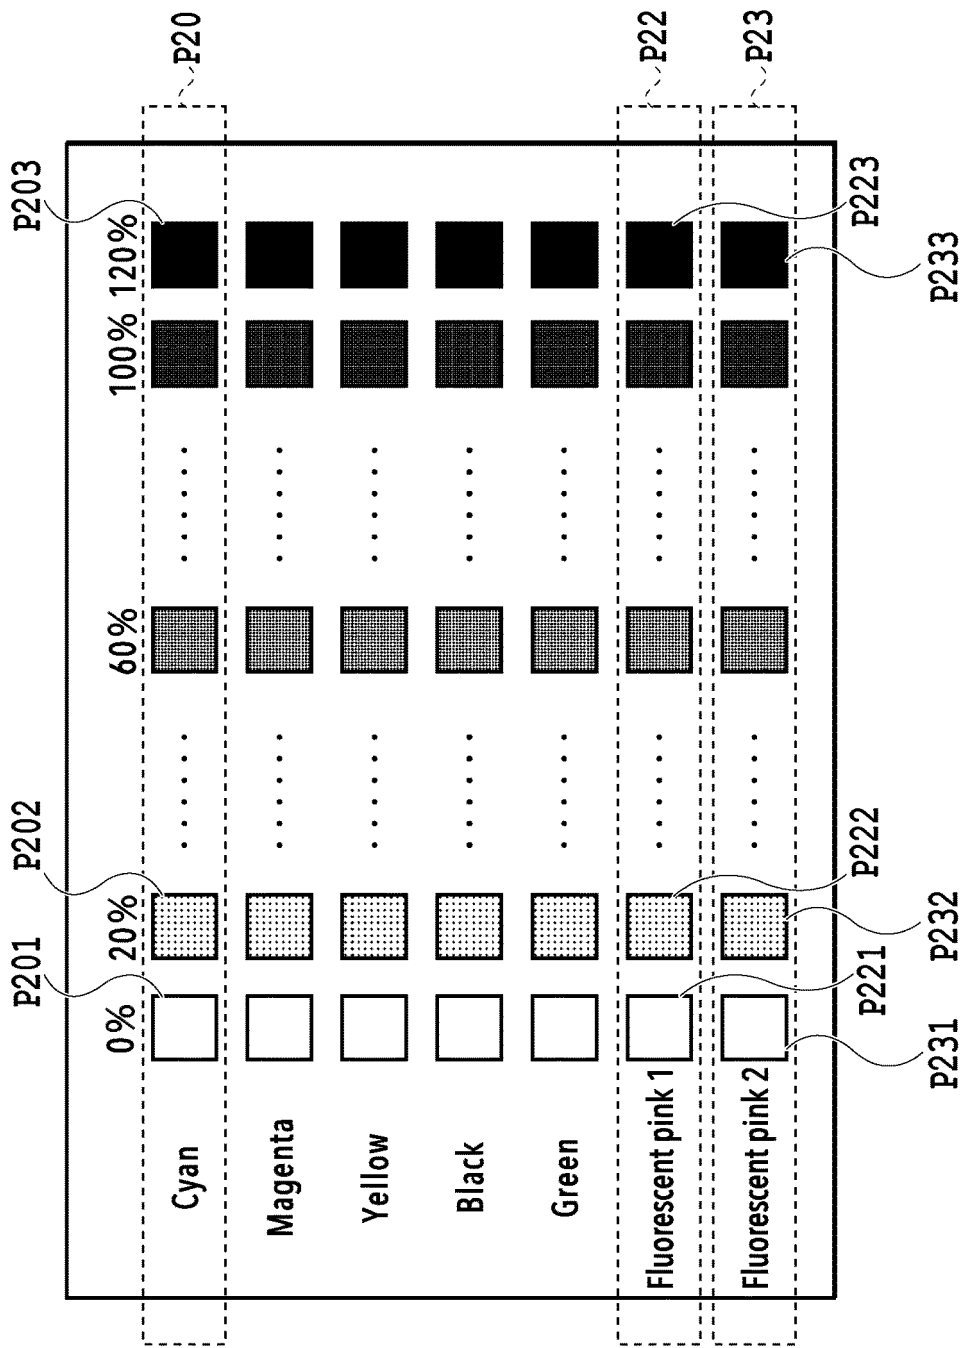 P201
P202
P203
0%
20%
60%
100%
120%
Cyan
P20
Magenta
Yellow
Black
Green
Fluorescent pink 1
P22
Fluorescent pink 2
P23
P221
P222
P223
P231
P232
P233